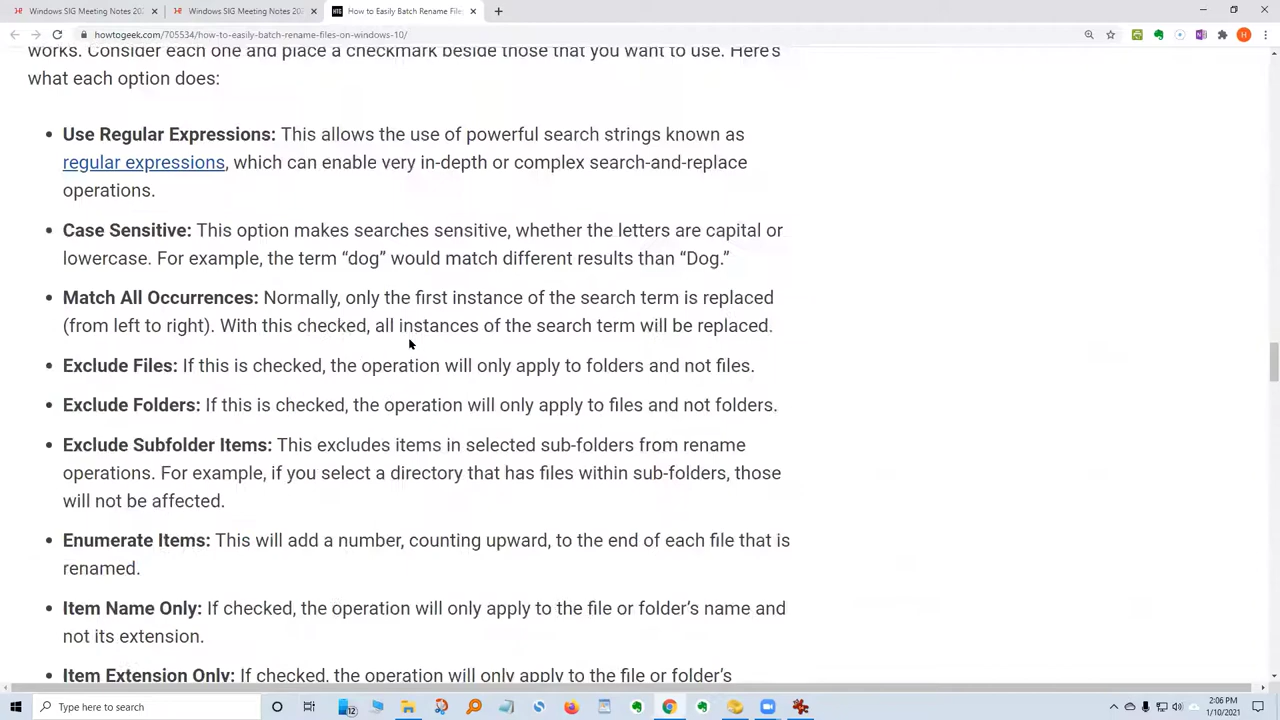 Windows SIG Meeting Notes 202
Windows SIG Meeting Notes 202
How to Easily Batch Rename Files
howtogeek.com/705534/how-to-easily-batch-rename-files-on-windows-10/
works. Consider each one and place a checkmark beside those that you want to use. Here's
what each option does:
• Use Regular Expressions: This allows the use of powerful search strings known as
regular expressions, which can enable very in-depth or complex search-and-replace
operations.
• Case Sensitive: This option makes searches sensitive, whether the letters are capital or
lowercase. For example, the term “dog” would match different results than “Dog.”
• Match All Occurrences: Normally, only the first instance of the search term is replaced
(from left to right). With this checked, all instances of the search term will be replaced.
• Exclude Files: If this is checked, the operation will only apply to folders and not files.
• Exclude Folders: If this is checked, the operation will only apply to files and not folders.
• Exclude Subfolder Items: This excludes items in selected sub-folders from rename
operations. For example, if you select a directory that has files within sub-folders, those
will not be affected.
• Enumerate Items: This will add a number, counting upward, to the end of each file that is
renamed.
• Item Name Only: If checked, the operation will only apply to the file or folder’s name and
not its extension.
• Item Extension Only: If checked, the operation will only apply to the file or folder’s
Type here to search
12
2:06 PM
1/10/2021